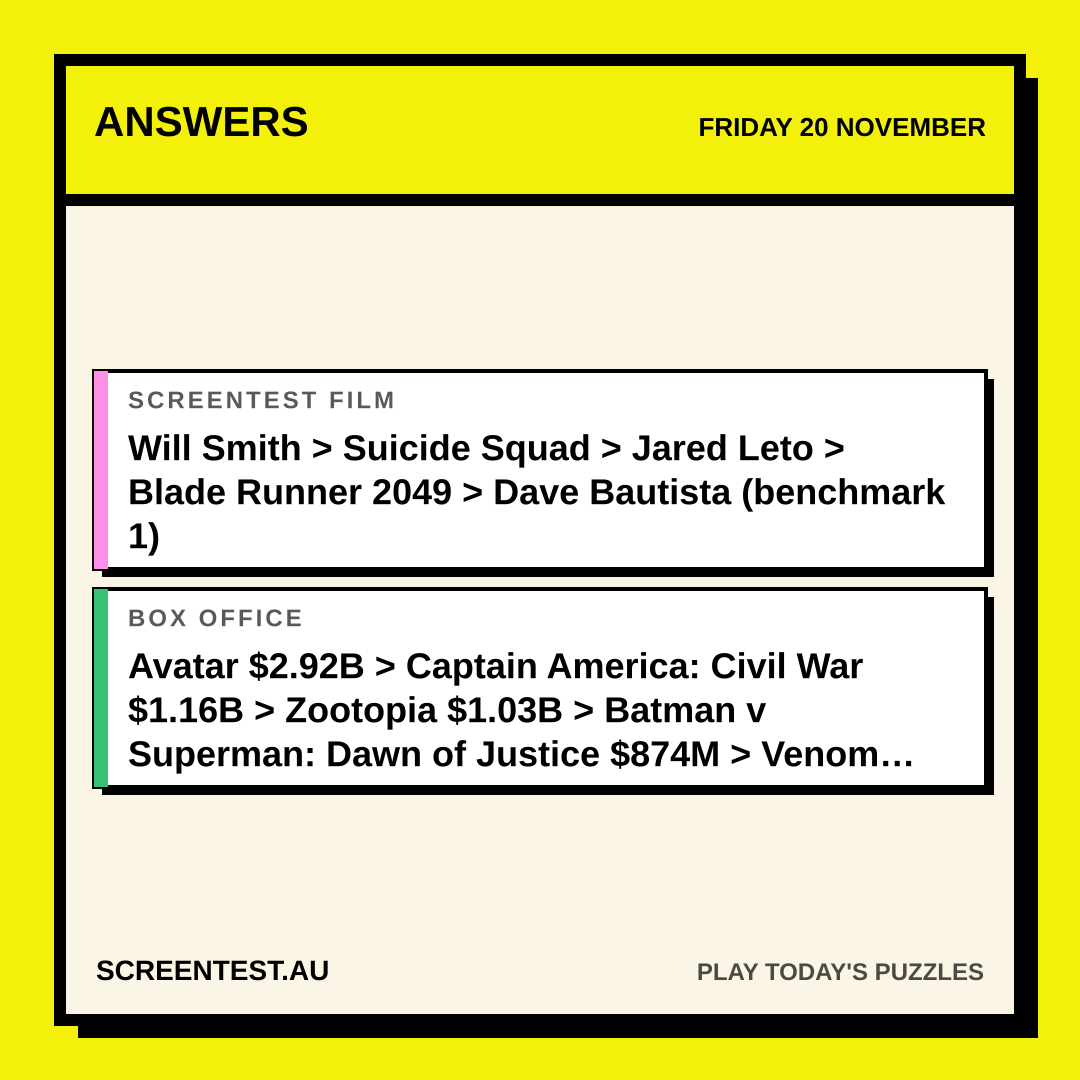 ANSWERS
FRIDAY 20 NOVEMBER
SCREENTEST FILM
Will Smith > Suicide Squad > Jared Leto >
Blade Runner 2049 > Dave Bautista (benchmark
1)
BOX OFFICE
Avatar $2.92B > Captain America: Civil War
$1.16B > Zootopia $1.03B > Batman v
Superman: Dawn of Justice $874M > Venom…
SCREENTEST.AU
PLAY TODAY'S PUZZLES